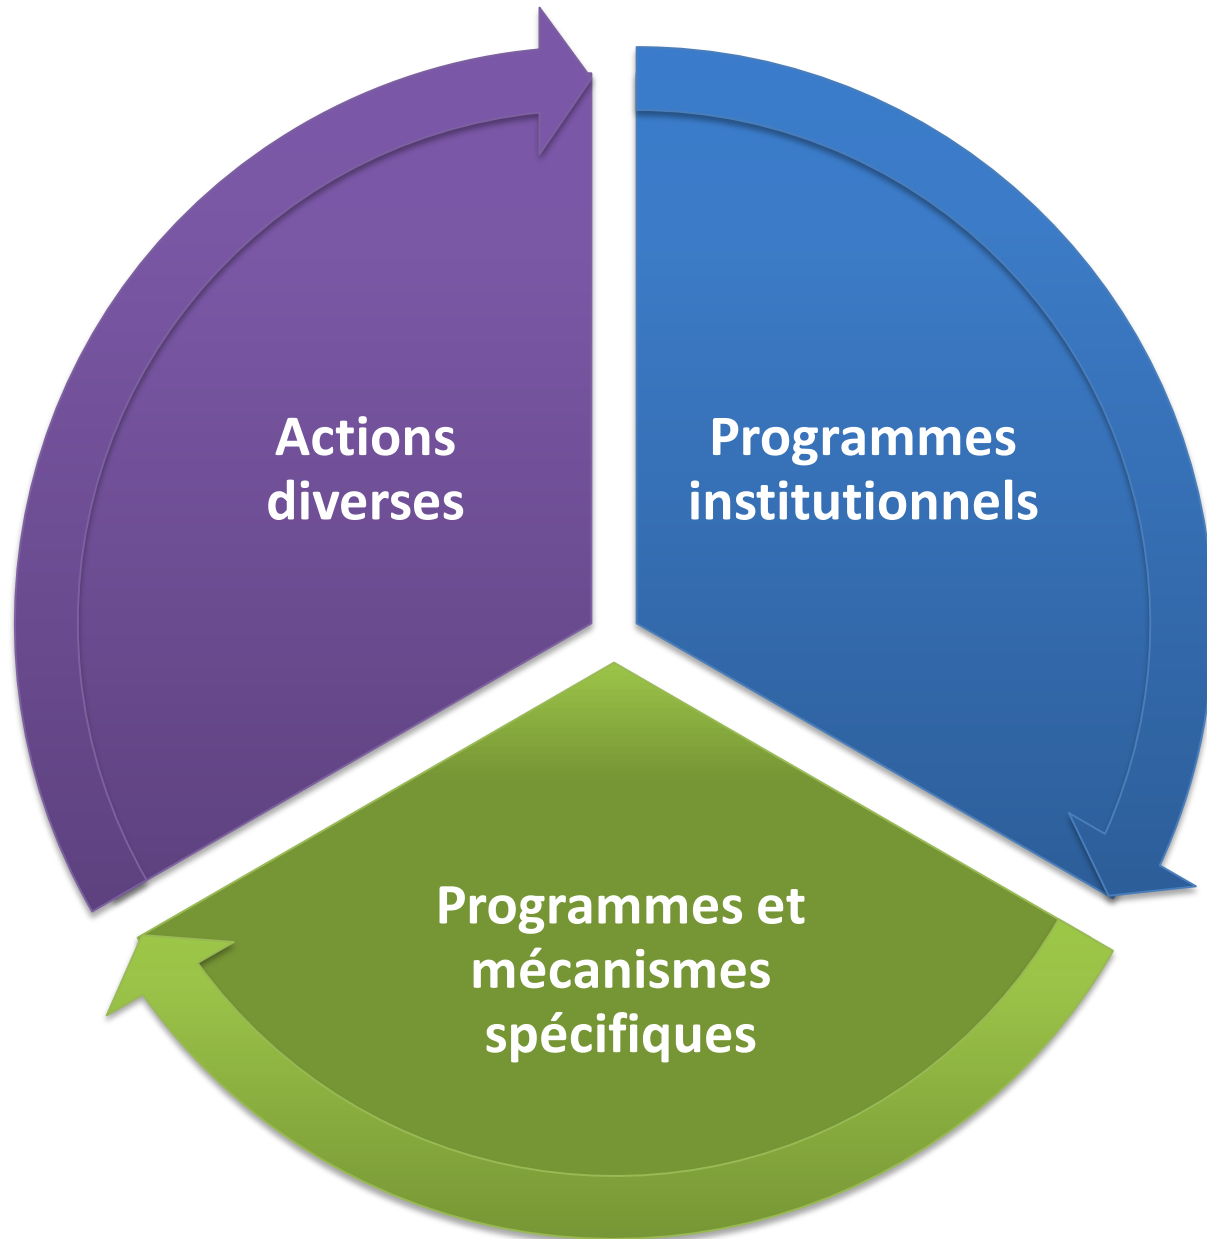 Actions
diverses
Programmes
institutionnels
Programmes et
mécanismes
spécifiques